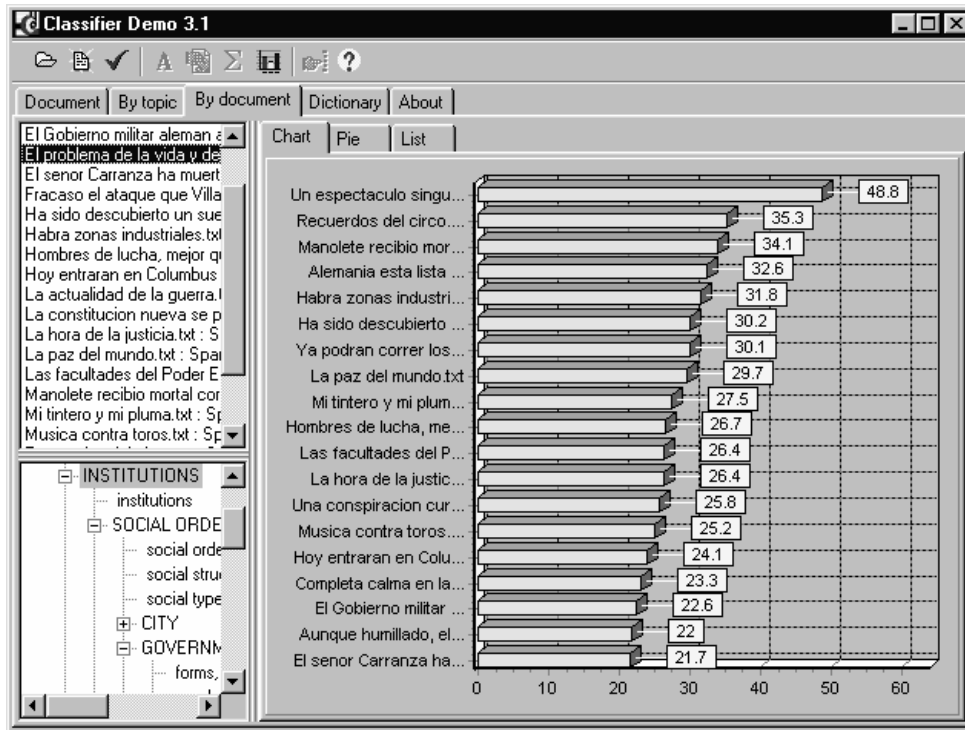 Classifier Demo 3.1
Document By topic By document Dictionary About
El Gobierno militar aleman a
El problema de la vida y de
El senor Carranza ha muert
Fracaso el ataque que Villa
Ha sido descubierto un sue
Habra zonas industriales.txt
Hombres de lucha, mejor qu
Hoy entraran en Columbus
La actualidad de la guerra.
La constitucion nueva se p
La hora de la justicia.txt : S
La paz del mundo.txt : Spar
Las facultades del Poder E
Manolete recibio mortal cor
Mi tintero y mi pluma.txt : Sp
Musica contra toros.txt : Sp
INSTITUTIONS
institutions
SOCIAL ORDE
social orde
social stru
social type
CITY
GOVERNM
forms,
Chart Pie List
Un espectaculo singu... 48.8
Recuerdos del circo.... 35.3
Manolete recibio mor... 34.1
Alemania esta lista ... 32.6
Habra zonas industri... 31.8
Ha sido descubierto ... 30.2
Ya podran correr los... 30.1
La paz del mundo.txt 29.7
Mi tintero y mi plum... 27.5
Hombres de lucha, me... 26.7
Las facultades del P... 26.4
La hora de la justic... 26.4
Una conspiracion cur... 25.8
Musica contra toros.... 25.2
Hoy entraran en Colu... 24.1
Completa calma en la... 23.3
El Gobierno militar ... 22.6
Aunque humillado, el... 22
El senor Carranza ha... 21.7
0 10 20 30 40 50 60